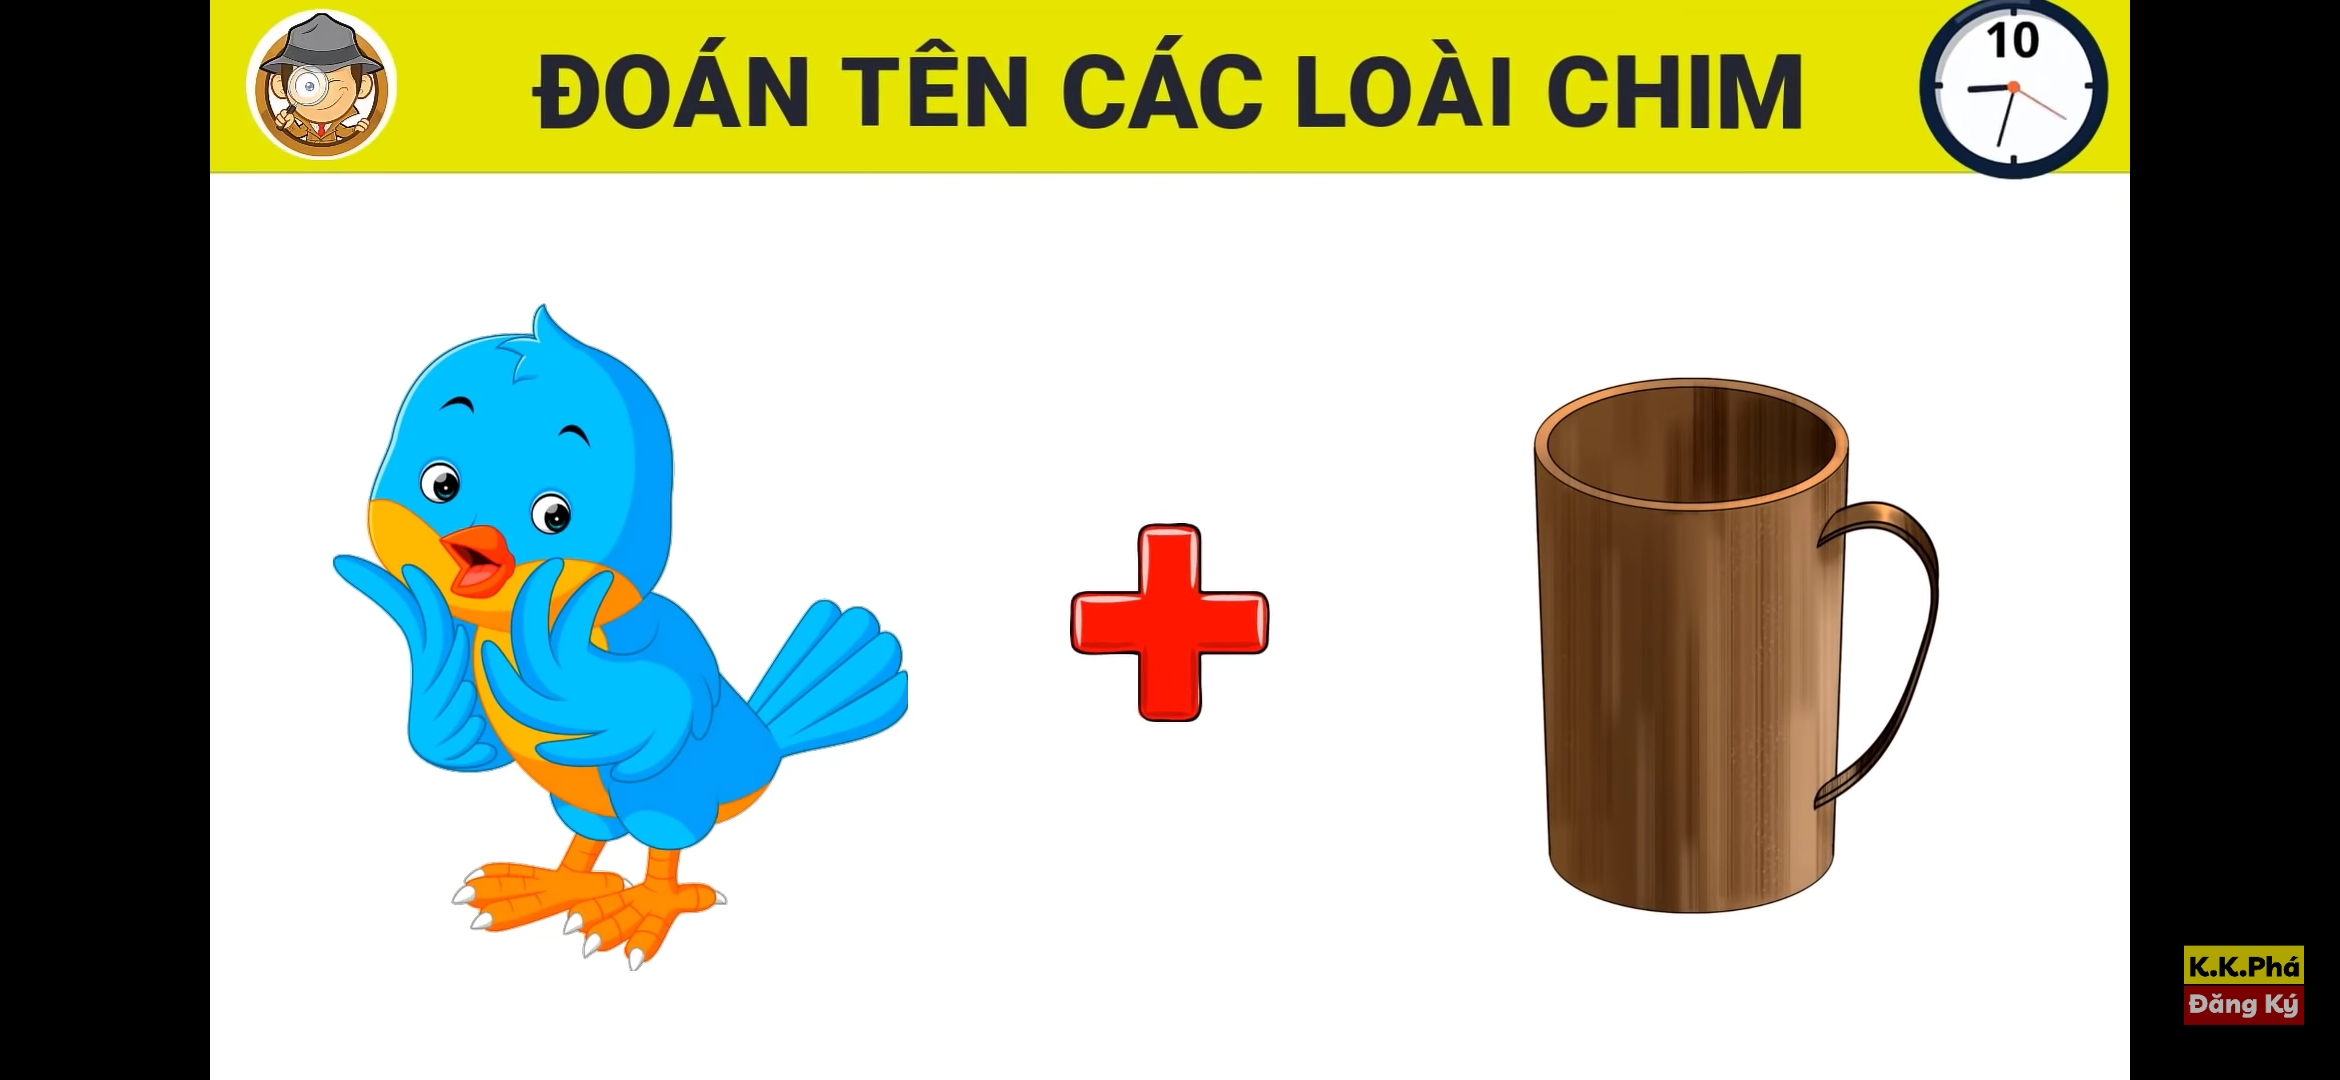 ĐOÁN TÊN CÁC LOÀI CHIM
10
K.K.Phá
Đăng Ký